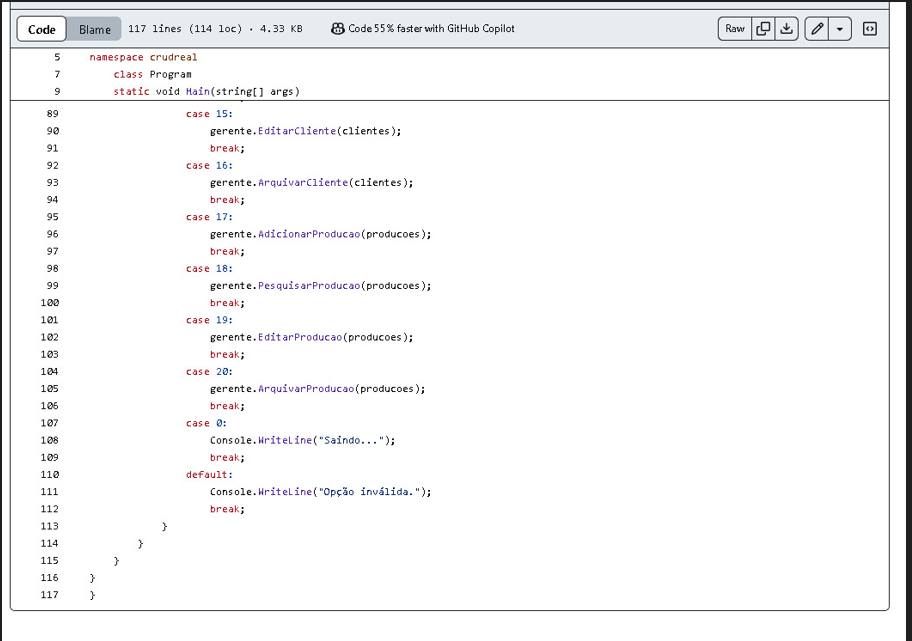 Code Blame 117 lines (114 loc) · 4.33 KB Code 55% faster with GitHub Copilot Raw
5 namespace crudreal
7 class Program
9 static void Main(string[] args)
89 case 15:
90 gerente.EditarCliente(clientes);
91 break;
92 case 16:
93 gerente.ArquivarCliente(clientes);
94 break;
95 case 17:
96 gerente.AdicionarProducao(producoes);
97 break;
98 case 18:
99 gerente.PesquisarProducao(producoes);
100 break;
101 case 19:
102 gerente.EditarProducao(producoes);
103 break;
104 case 20:
105 gerente.ArquivarProducao(producoes);
106 break;
107 case 0:
108 Console.WriteLine("Saindo...");
109 break;
110 default:
111 Console.WriteLine("Opção inválida.");
112 break;
113 }
114 }
115 }
116 }
117 }